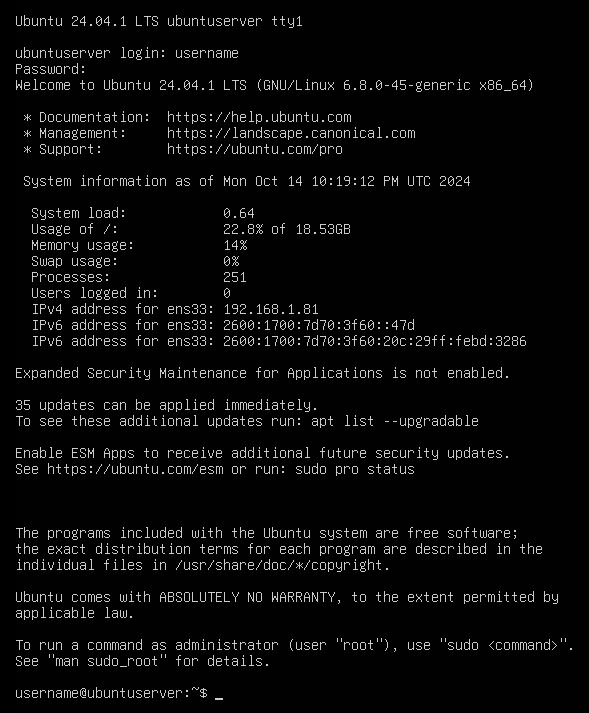 Ubuntu 24.04.1 LTS ubuntuserver tty1
ubuntuserver login: username
Password:
Welcome to Ubuntu 24.04.1 LTS (GNU/Linux 6.8.0-45-generic x86_64)
* Documentation:  https://help.ubuntu.com
* Management:     https://landscape.canonical.com
* Support:        https://ubuntu.com/pro
System information as of Mon Oct 14 10:19:12 PM UTC 2024
System load:            0.64
Usage of /:             22.8% of 18.53GB
Memory usage:           14%
Swap usage:             0%
Processes:              251
Users logged in:        0
IPv4 address for ens33: 192.168.1.81
IPv6 address for ens33: 2600:1700:7d70:3f60::47d
IPv6 address for ens33: 2600:1700:7d70:3f60:20c:29ff:febd:3286
Expanded Security Maintenance for Applications is not enabled.
35 updates can be applied immediately.
To see these additional updates run: apt list --upgradable
Enable ESM Apps to receive additional future security updates.
See https://ubuntu.com/esm or run: sudo pro status
The programs included with the Ubuntu system are free software;
the exact distribution terms for each program are described in the
individual files in /usr/share/doc/*/copyright.
Ubuntu comes with ABSOLUTELY NO WARRANTY, to the extent permitted by
applicable law.
To run a command as administrator (user "root"), use "sudo <command>".
See "man sudo_root" for details.
username@ubuntuserver:~$ _